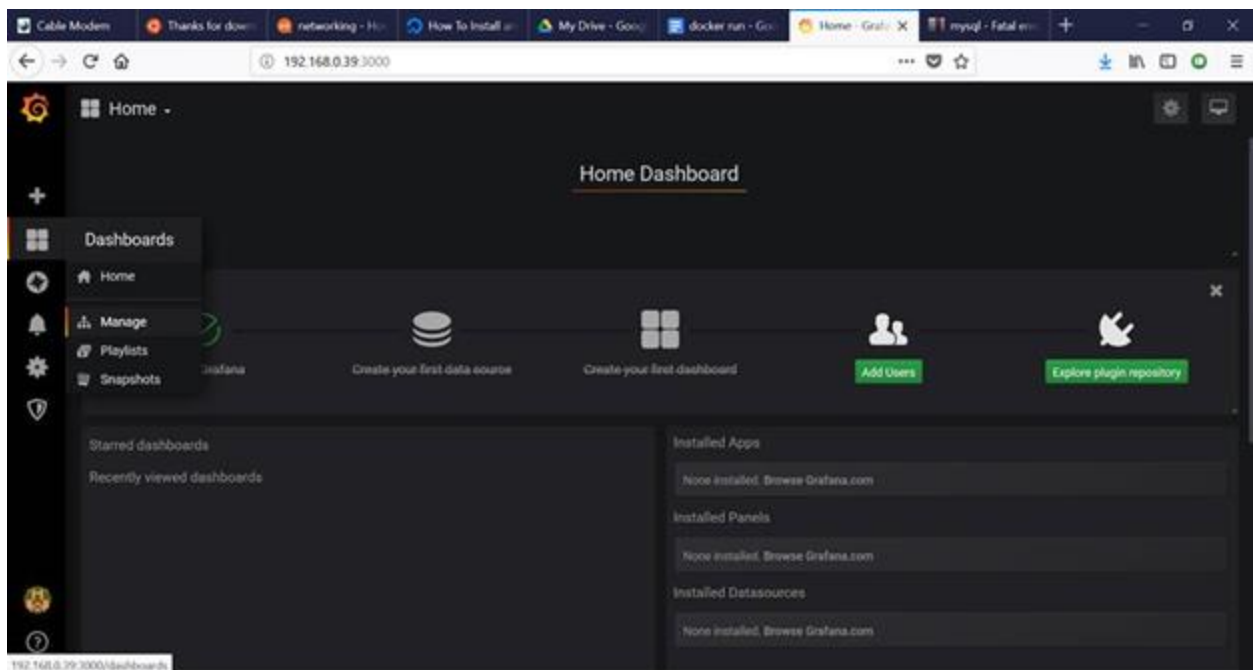 Cable Modem
Thanks for down
networking - Ho
How To Install an
My Drive - Goog
docker run - Goo
Home - Grafa
mysql - Fatal erro
192.168.0.39:3000
Home
Home Dashboard
Dashboards
Home
Manage
Playlists
Snapshots
Grafana
Create your first data source
Create your first dashboard
Add Users
Explore plugin repository
Starred dashboards
Recently viewed dashboards
Installed Apps
None installed. Browse Grafana.com
Installed Panels
None installed. Browse Grafana.com
Installed Datasources
None installed. Browse Grafana.com
192.168.0.39:3000/dashboards